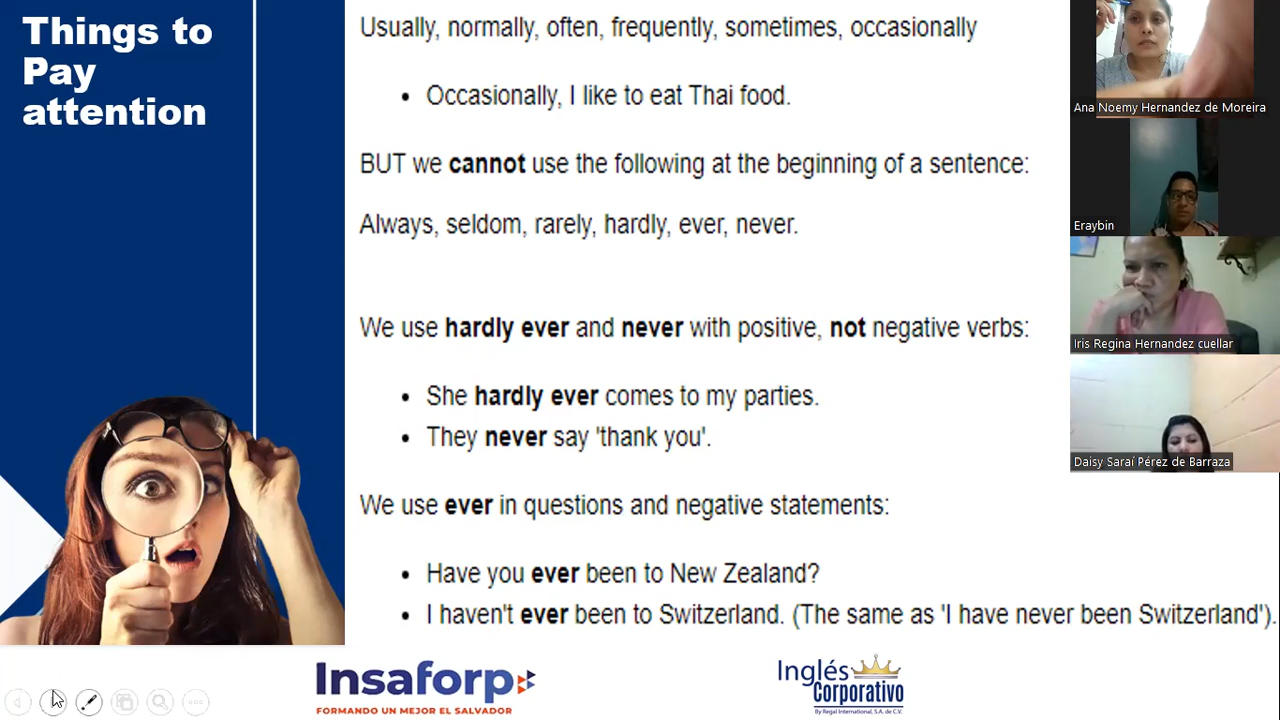 Things to
Pay
attention
Usually, normally, often, frequently, sometimes, occasionally
• Occasionally, I like to eat Thai food.
BUT we cannot use the following at the beginning of a sentence:
Always, seldom, rarely, hardly, ever, never.
We use hardly ever and never with positive, not negative verbs:
• She hardly ever comes to my parties.
• They never say 'thank you'.
We use ever in questions and negative statements:
• Have you ever been to New Zealand?
• I haven't ever been to Switzerland. (The same as 'I have never been Switzerland').
Insaforp
FORMANDO UN MEJOR EL SALVADOR
Inglés
Corporativo
By Regal International, S.A. de C.V.
Ana Noemy Hernandez de Moreira
Eraybin
Iris Regina Hernandez cuellar
Daisy Saraí Pérez de Barraza